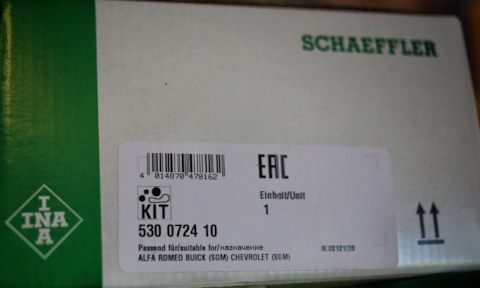 SCHAEFFLER
4 014870 478162
EAC
KIT
Einheit/Unit
1
530 0724 10
Passend für/suitable for/назначение
ALFA ROMEO BUICK (SGM) CHEVROLET (SGM)
INA
INA